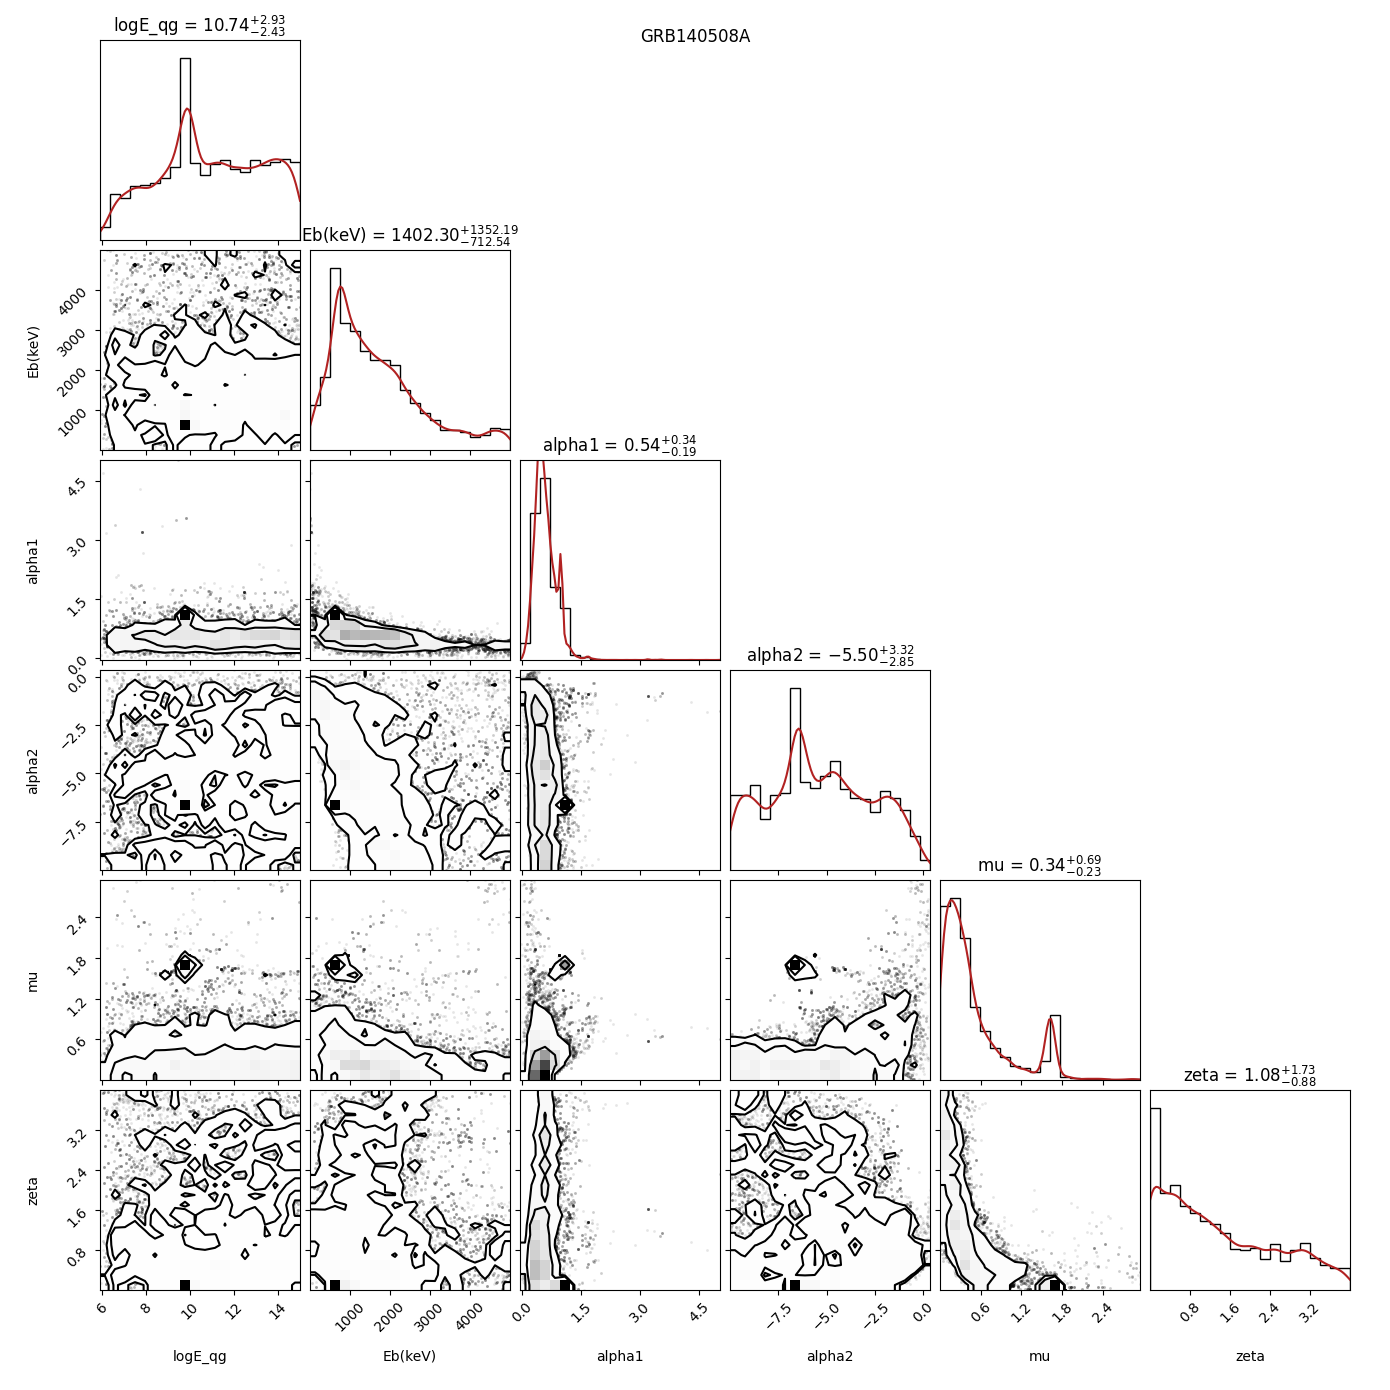 logE_qg = 10.74 +2.93 −2.43
GRB140508A
Eb(keV) = 1402.30 +1352.19 −712.54
Eb(keV)
4000
3000
2000
1000
alpha1 = 0.54 +0.34 −0.19
alpha1
4.5
3.0
1.5
0.0
alpha2 = −5.50 +3.32 −2.85
alpha2
0.0
−2.5
−5.0
−7.5
mu = 0.34 +0.69 −0.23
mu
2.4
1.8
1.2
0.6
zeta = 1.08 +1.73 −0.88
zeta
3.2
2.4
1.6
0.8
6 8 10 12 14
1000 2000 3000 4000
0.0 1.5 3.0 4.5
−7.5 −5.0 −2.5 0.0
0.6 1.2 1.8 2.4
0.8 1.6 2.4 3.2
logE_qg Eb(keV) alpha1 alpha2 mu zeta